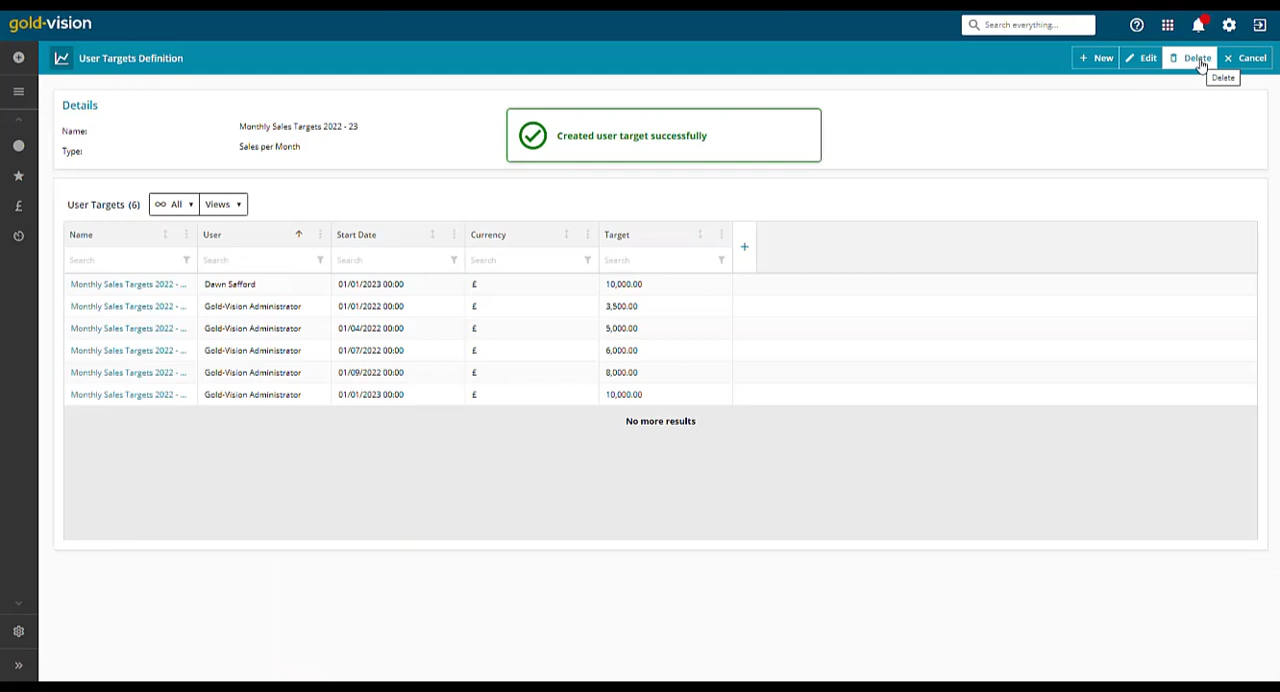 gold-vision
Search everything...
User Targets Definition
+ New
Edit
Delete
Cancel
Delete
Details
Name: Monthly Sales Targets 2022 - 23
Type: Sales per Month
Created user target successfully
User Targets (6) All Views
Name User Start Date Currency Target
Search Search Search Search Search
Monthly Sales Targets 2022 - ... Dawn Safford 01/01/2023 00:00 £ 10,000.00
Monthly Sales Targets 2022 - ... Gold-Vision Administrator 01/01/2022 00:00 £ 3,500.00
Monthly Sales Targets 2022 - ... Gold-Vision Administrator 01/04/2022 00:00 £ 5,000.00
Monthly Sales Targets 2022 - ... Gold-Vision Administrator 01/07/2022 00:00 £ 6,000.00
Monthly Sales Targets 2022 - ... Gold-Vision Administrator 01/09/2022 00:00 £ 8,000.00
Monthly Sales Targets 2022 - ... Gold-Vision Administrator 01/01/2023 00:00 £ 10,000.00
No more results